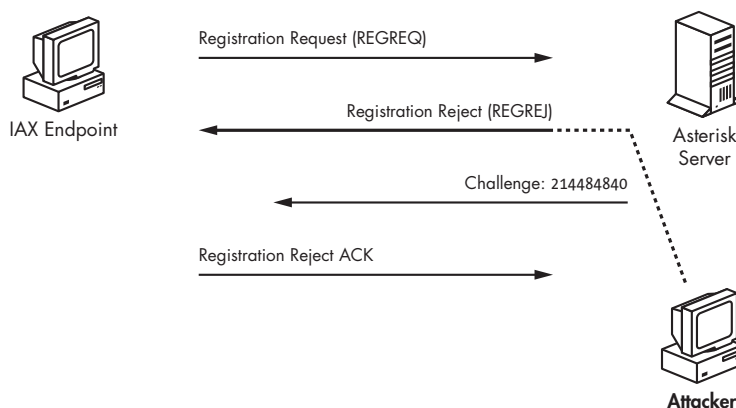 Registration Request (REGREQ)
IAX Endpoint
Registration Reject (REGREJ)
Asterisk
Server
Challenge: 214484840
Registration Reject ACK
Attacker